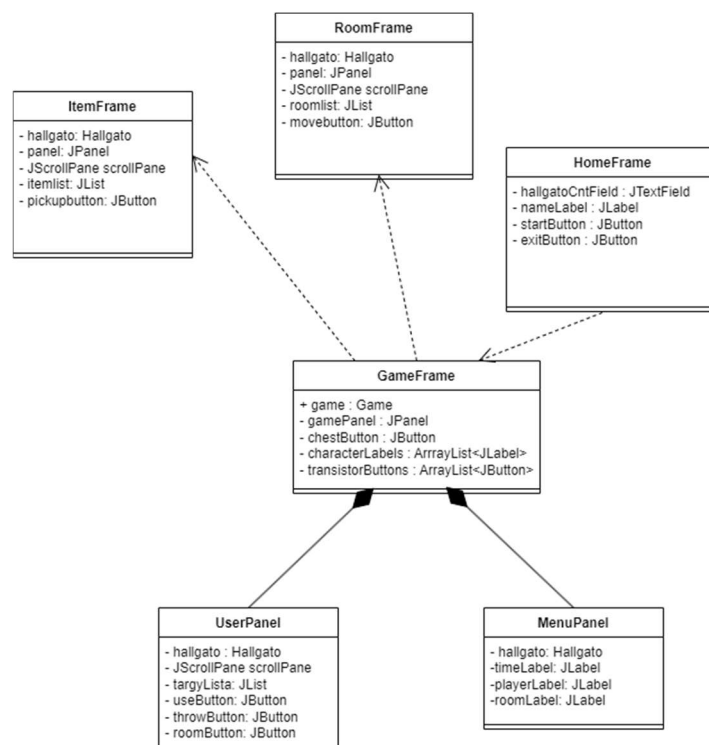 RoomFrame
- hallgato: Hallgato
- panel: JPanel
- JScrollPane scrollPane
- roomlist: JList
- movebutton: JButton
ItemFrame
- hallgato: Hallgato
- panel: JPanel
- JScrollPane scrollPane
- itemlist: JList
- pickupbutton: JButton
HomeFrame
- hallgatoCntField : JTextField
- nameLabel : JLabel
- startButton : JButton
- exitButton : JButton
GameFrame
+ game : Game
- gamePanel : JPanel
- chestButton : JButton
- characterLabels : ArrrayList<JLabel>
- transistorButtons : ArrayList<JButton>
UserPanel
- hallgato : Hallgato
- JScrollPane scrollPane
- targyLista: JList
- useButton: JButton
- throwButton: JButton
- roomButton: JButton
MenuPanel
- hallgato: Hallgato
-timeLabel: JLabel
-playerLabel: JLabel
-roomLabel: JLabel